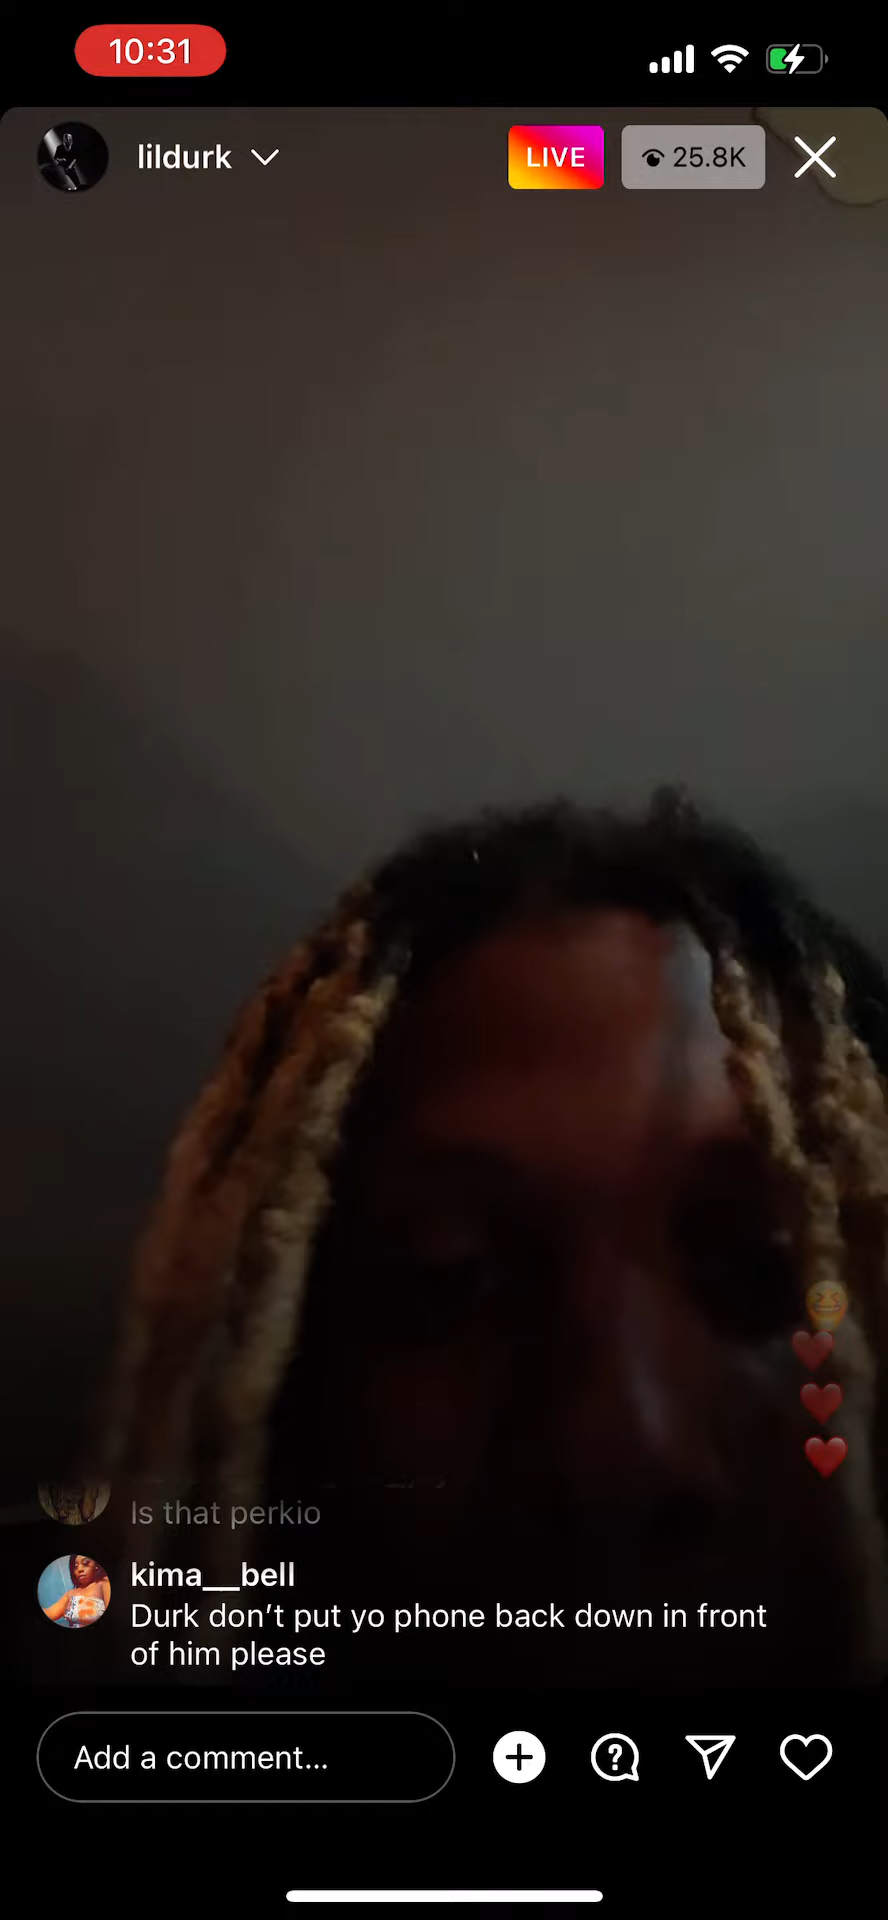 10:31
lildurk
LIVE
25.8K
Is that perkio
kima__bell
Durk don’t put yo phone back down in front
of him please
Add a comment...